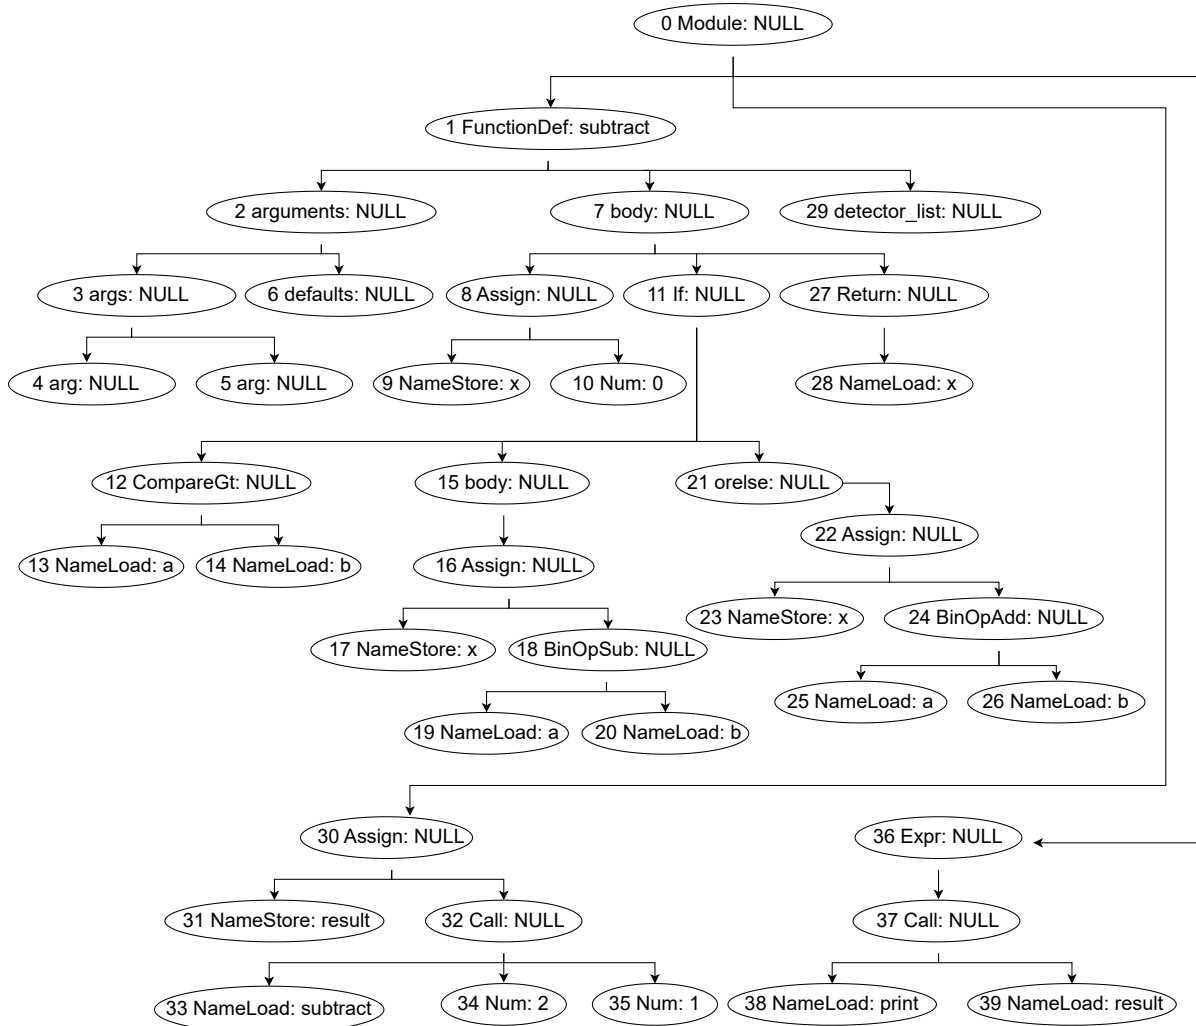 0 Module: NULL
1 FunctionDef: subtract
2 arguments: NULL
7 body: NULL
29 detector_list: NULL
3 args: NULL
6 defaults: NULL
8 Assign: NULL
11 If: NULL
27 Return: NULL
4 arg: NULL
5 arg: NULL
9 NameStore: x
10 Num: 0
28 NameLoad: x
12 CompareGt: NULL
15 body: NULL
21 orelse: NULL
22 Assign: NULL
13 NameLoad: a
14 NameLoad: b
16 Assign: NULL
23 NameStore: x
24 BinOpAdd: NULL
17 NameStore: x
18 BinOpSub: NULL
25 NameLoad: a
26 NameLoad: b
19 NameLoad: a
20 NameLoad: b
30 Assign: NULL
36 Expr: NULL
31 NameStore: result
32 Call: NULL
37 Call: NULL
33 NameLoad: subtract
34 Num: 2
35 Num: 1
38 NameLoad: print
39 NameLoad: result